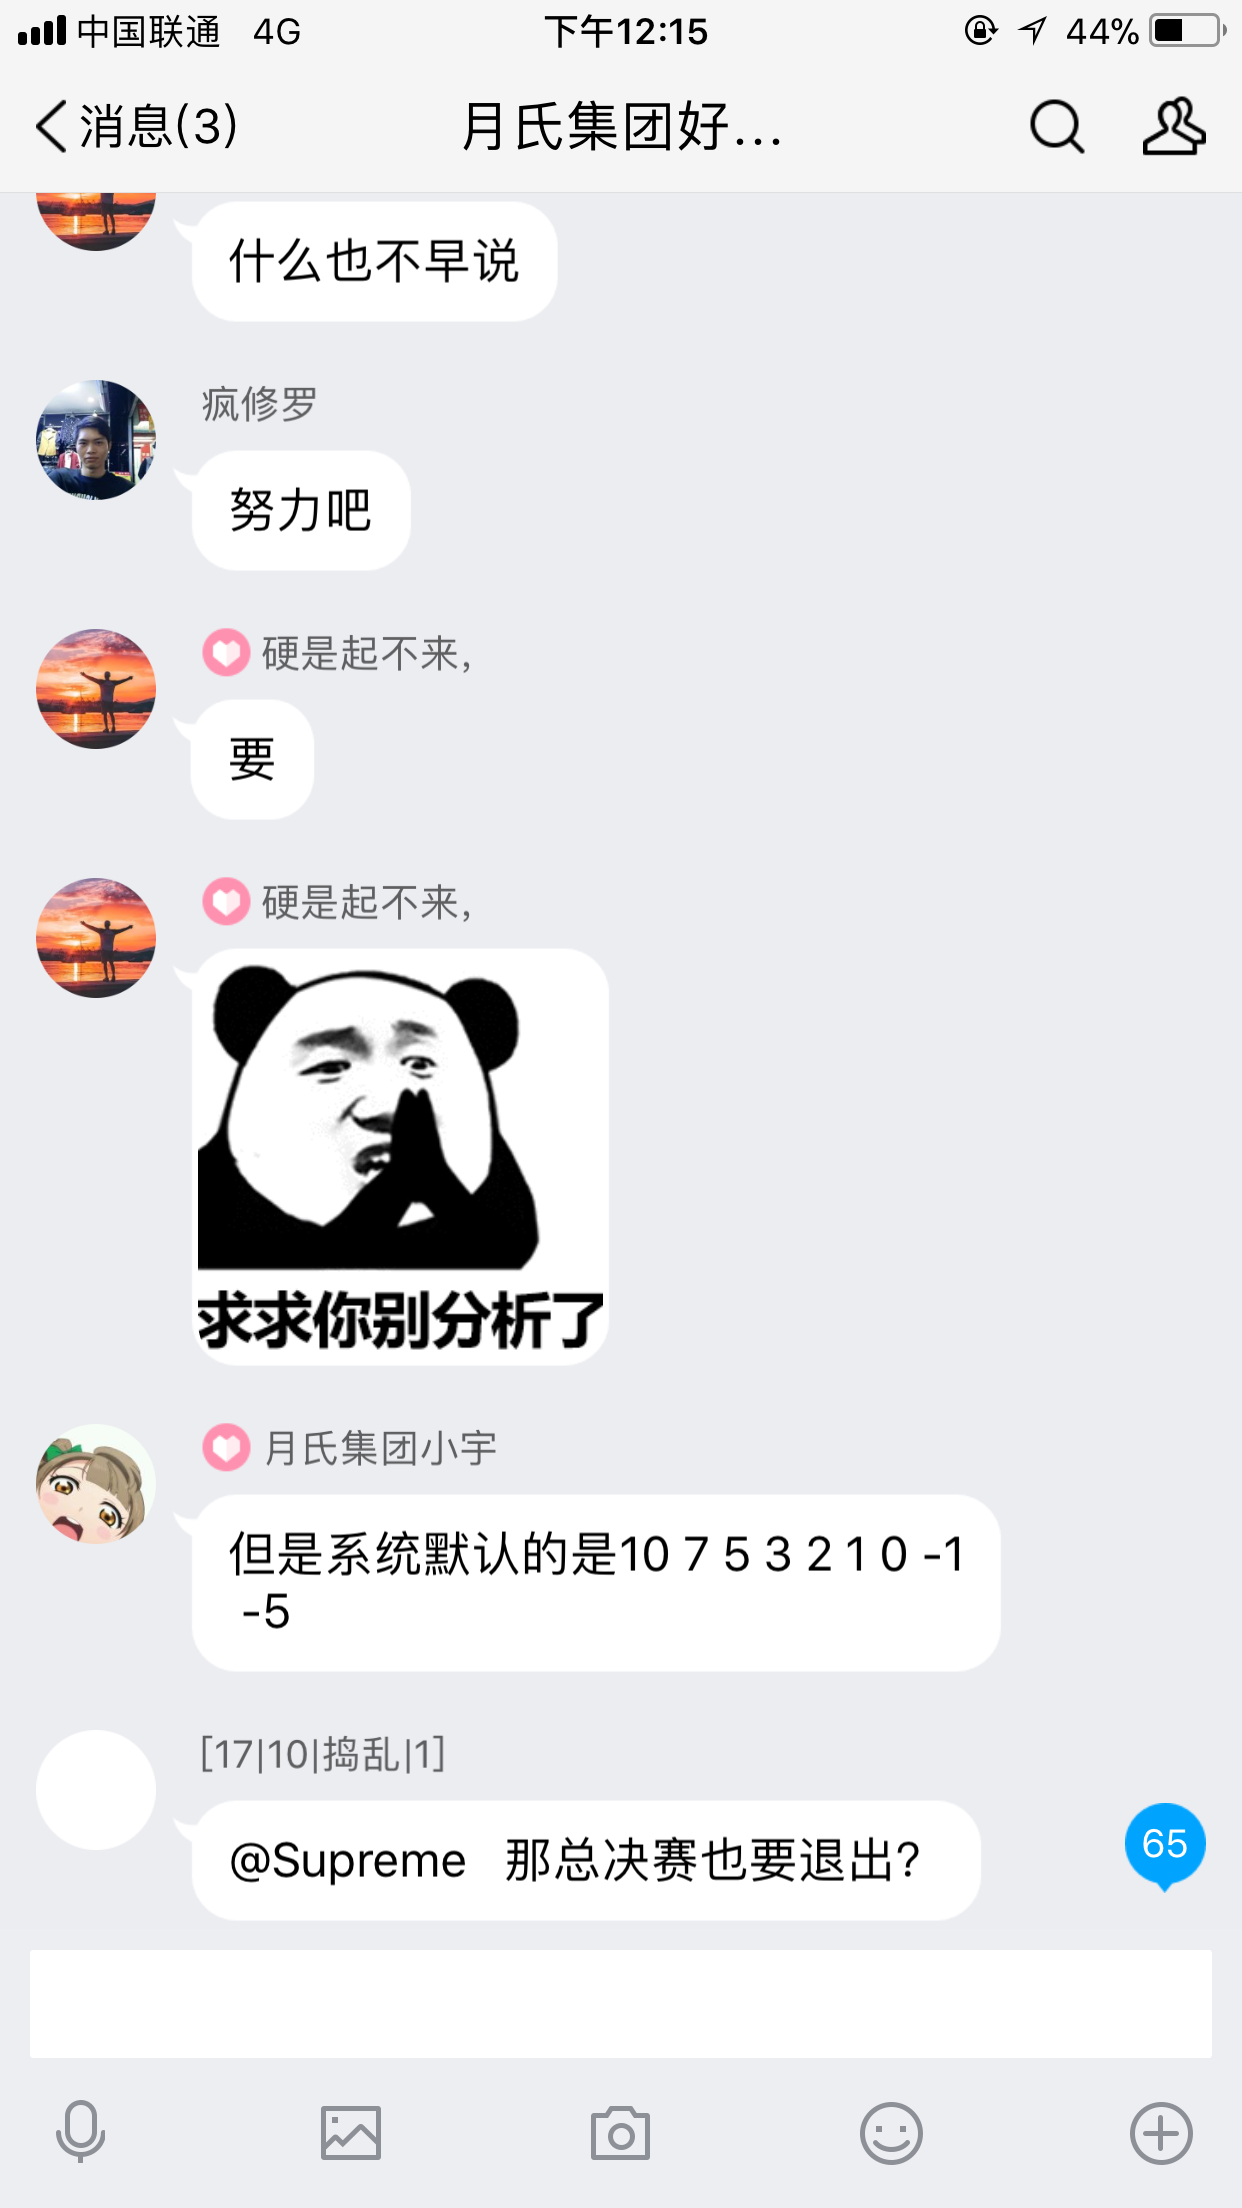 中国联通 4G 下午12:15 44%
消息(3) 月氏集团好...
什么也不早说
疯修罗
努力吧
硬是起不来，
要
硬是起不来，
求求你别分析了
月氏集团小宇
但是系统默认的是10 7 5 3 2 1 0 -1
-5
[17|10|捣乱|1]
@Supreme 那总决赛也要退出?
65